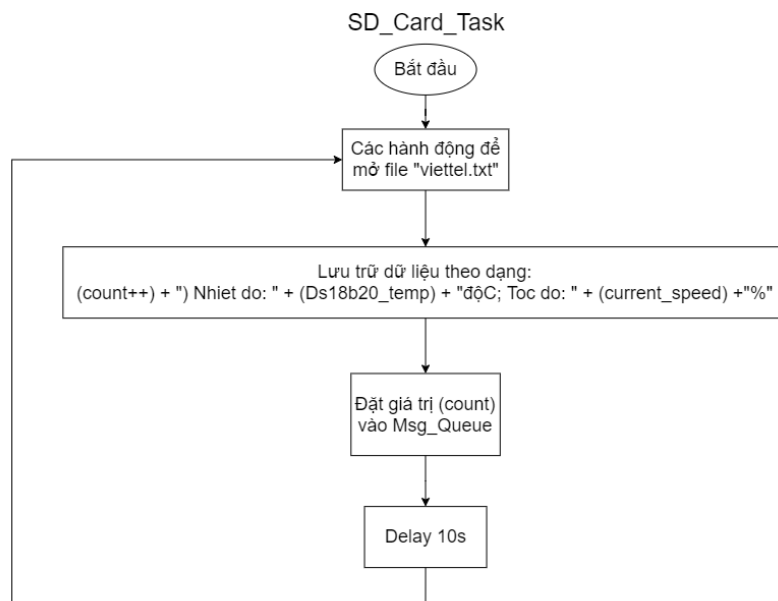 SD_Card_Task
Bắt đầu
Các hành động để
mở file "viettel.txt"
Lưu trữ dữ liệu theo dạng:
(count++) + ") Nhiet do: " + (Ds18b20_temp) + "độC; Toc do: " + (current_speed) +"%"
Đặt giá trị (count)
vào Msg_Queue
Delay 10s